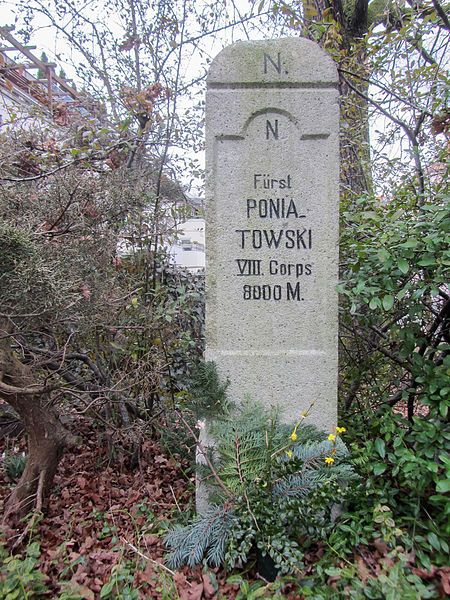 N.
N
Fürst
PONIA-
TOWSKI
VIII. Corps
8000 M.